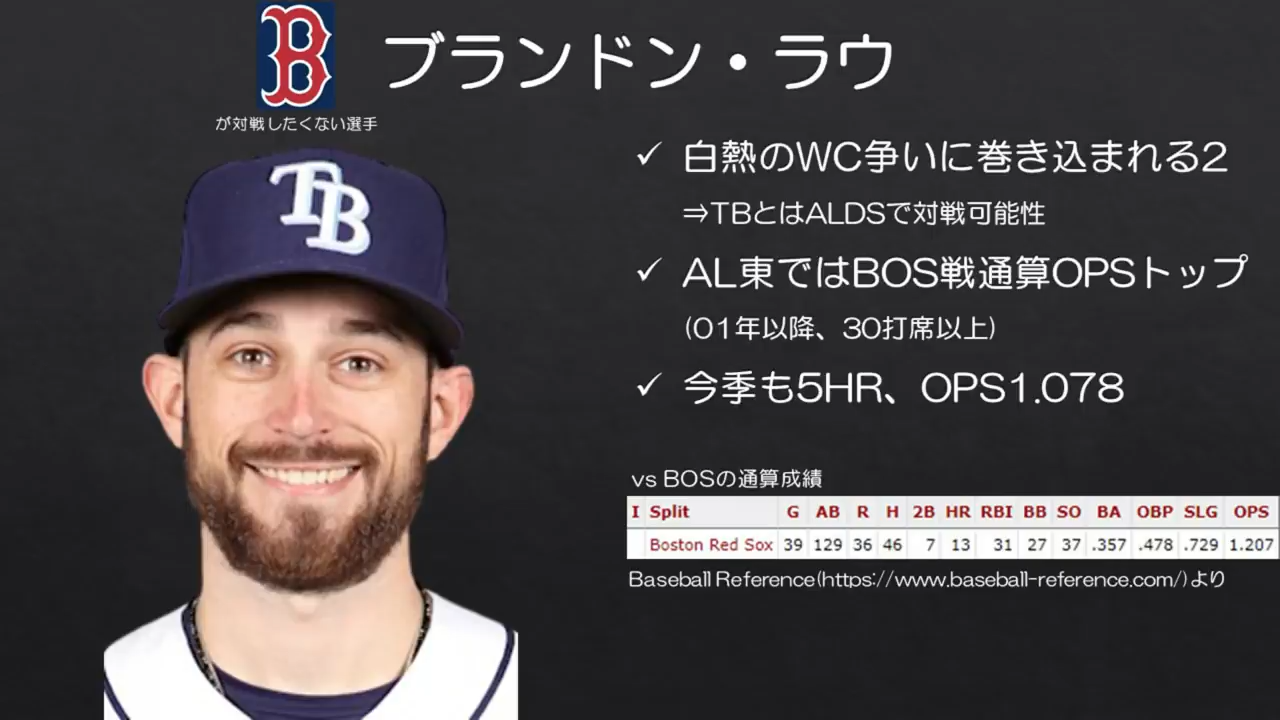 B
ブランドン・ラウ
が対戦したくない選手
TB
✓ 白熱のWC争いに巻き込まれる2
⇒TBとはALDSで対戦可能性
✓ AL東ではBOS戦通算OPSトップ
(01年以降、30打席以上)
✓ 今季も5HR、OPS1.078
vs BOSの通算成績
I Split G AB R H 2B HR RBI BB SO BA OBP SLG OPS
Boston Red Sox 39 129 36 46 7 13 31 27 37 .357 .478 .729 1.207
Baseball Reference(https://www.baseball-reference.com/)より